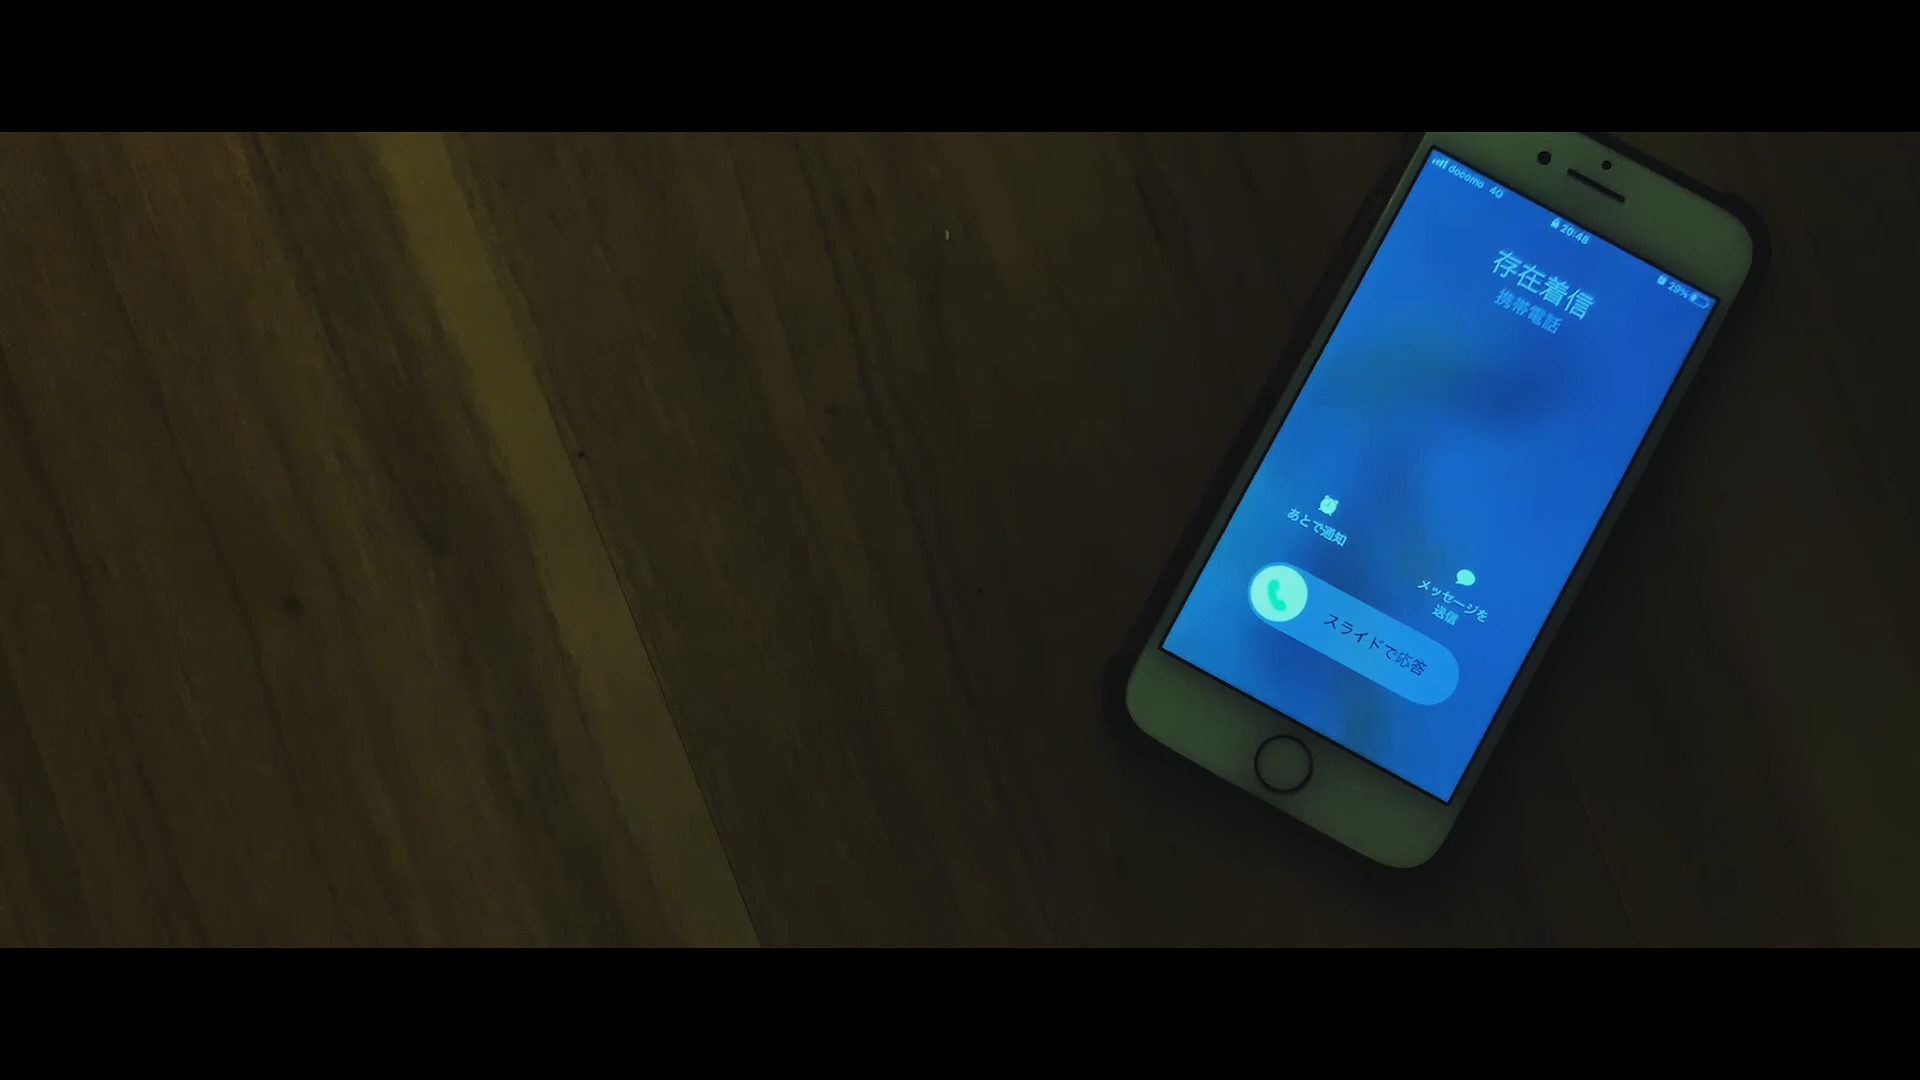 docomo 4G
20:48
29%
存在着信
携帯電話
あとで通知
メッセージを
送信
スライドで応答